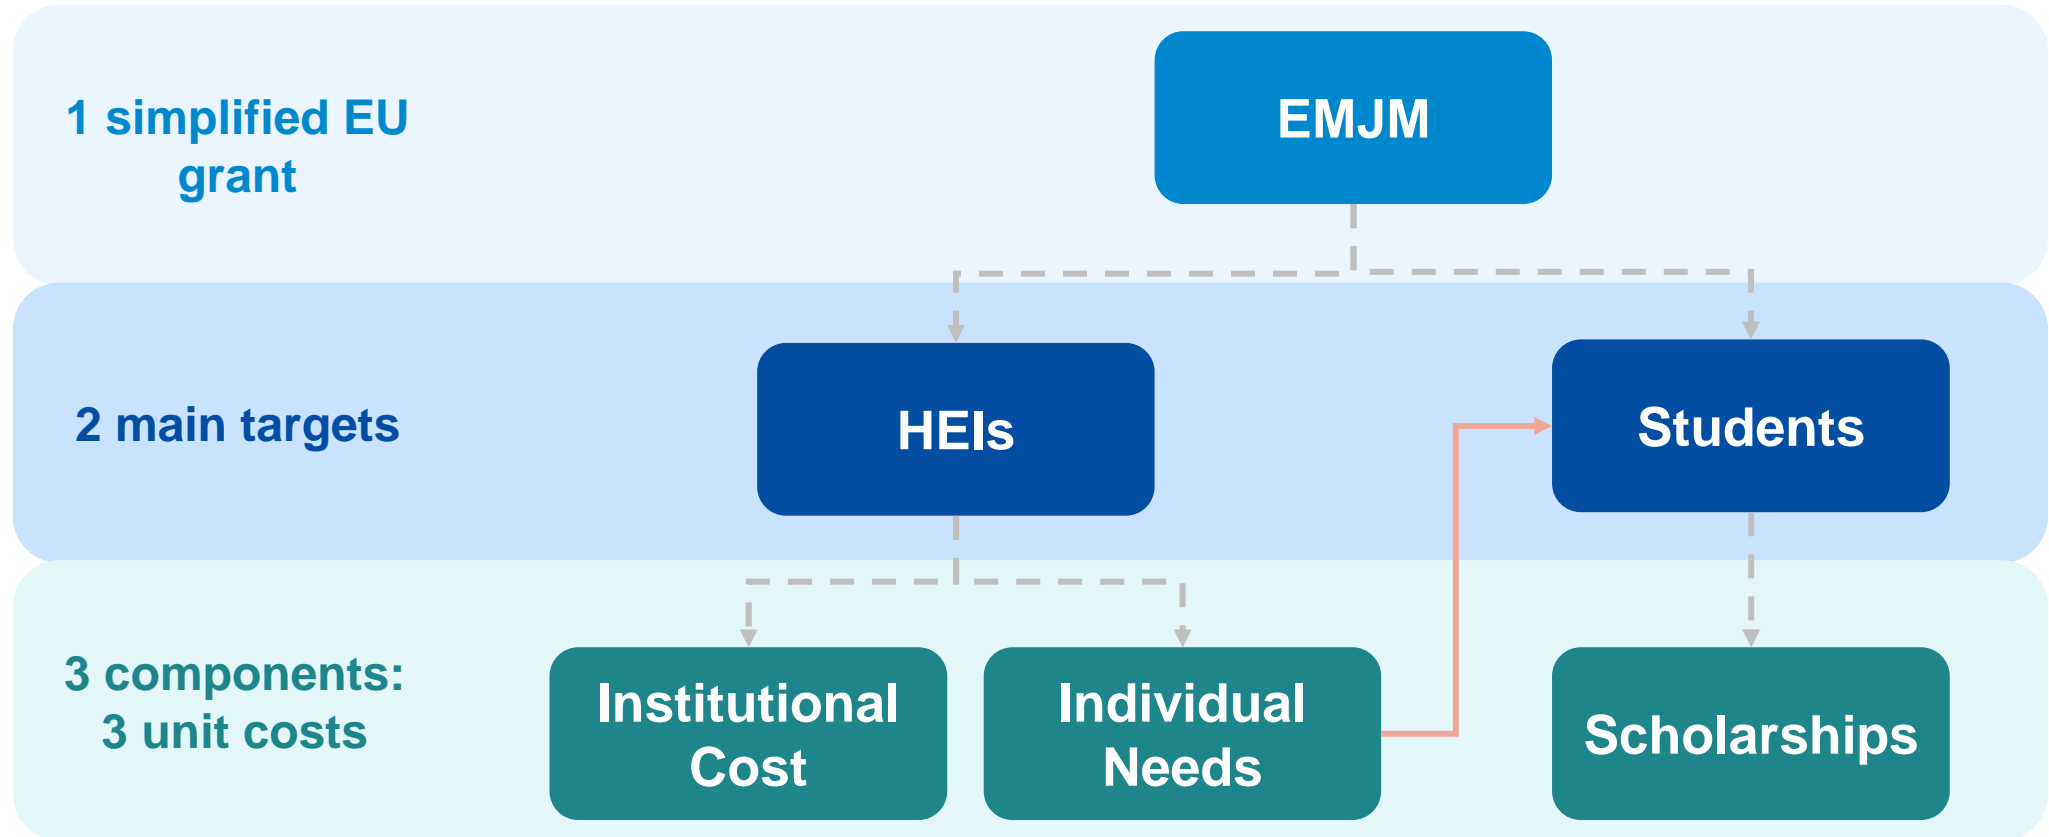 1 simplified EU
grant
EMJM
2 main targets
HEIs
Students
3 components:
3 unit costs
Institutional
Cost
Individual
Needs
Scholarships